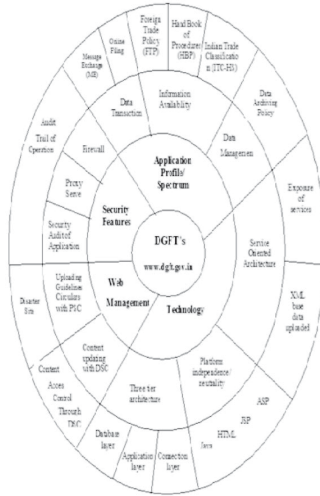 Foreign
Trade
Policy
(FTP)
Hand Book
of
Procedures
(HBP)
Indian Trade
Classificatio
n (ITC-HS)
Online
Filing
Message
Exchange
(ME)
Data
Archiving
Policy
Audit
Trail of
Operation
Data
Transaction
Information
Availability
Data
Managemen
Firewall
Proxy
Serve
Security
Audit of
Application
Application
Profile/
Spectrum
Security
Features
DGFT's
www.dgft.gov.in
Web
Management
Technology
Exposure
of
services
Service
Oriented
Architecture
XML
base
data
uploaded
Disaster
Uploading
Guidelines
Circulars
with
Content
updating
with DSC
Content
Acces
Control
Through
DSC
Three tier
architecture
Platform
independence/
neutrality
Database
layer
Application
layer
Connection
layer
Java
HTML
JSP
ASP